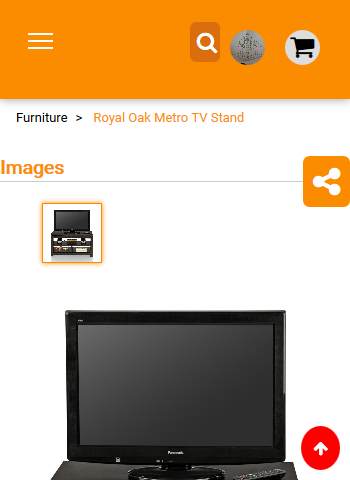 Furniture > Royal Oak Metro TV Stand
Images
Panasonic